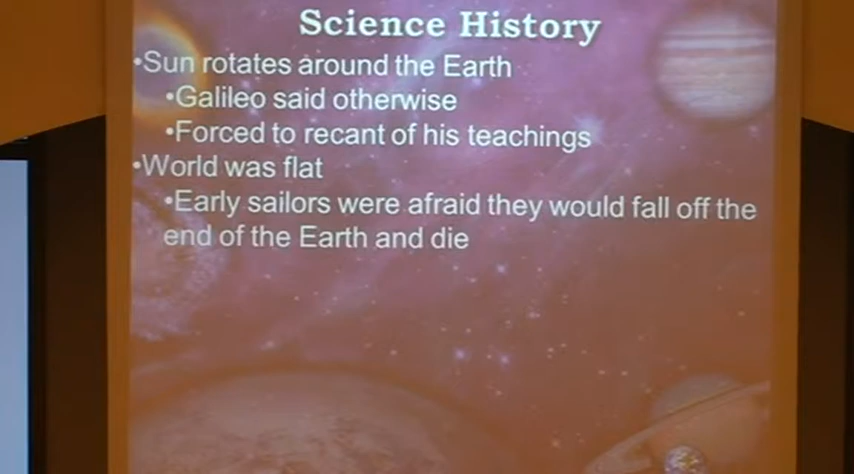 Science History
•Sun rotates around the Earth
•Galileo said otherwise
•Forced to recant of his teachings
•World was flat
•Early sailors were afraid they would fall off the
end of the Earth and die